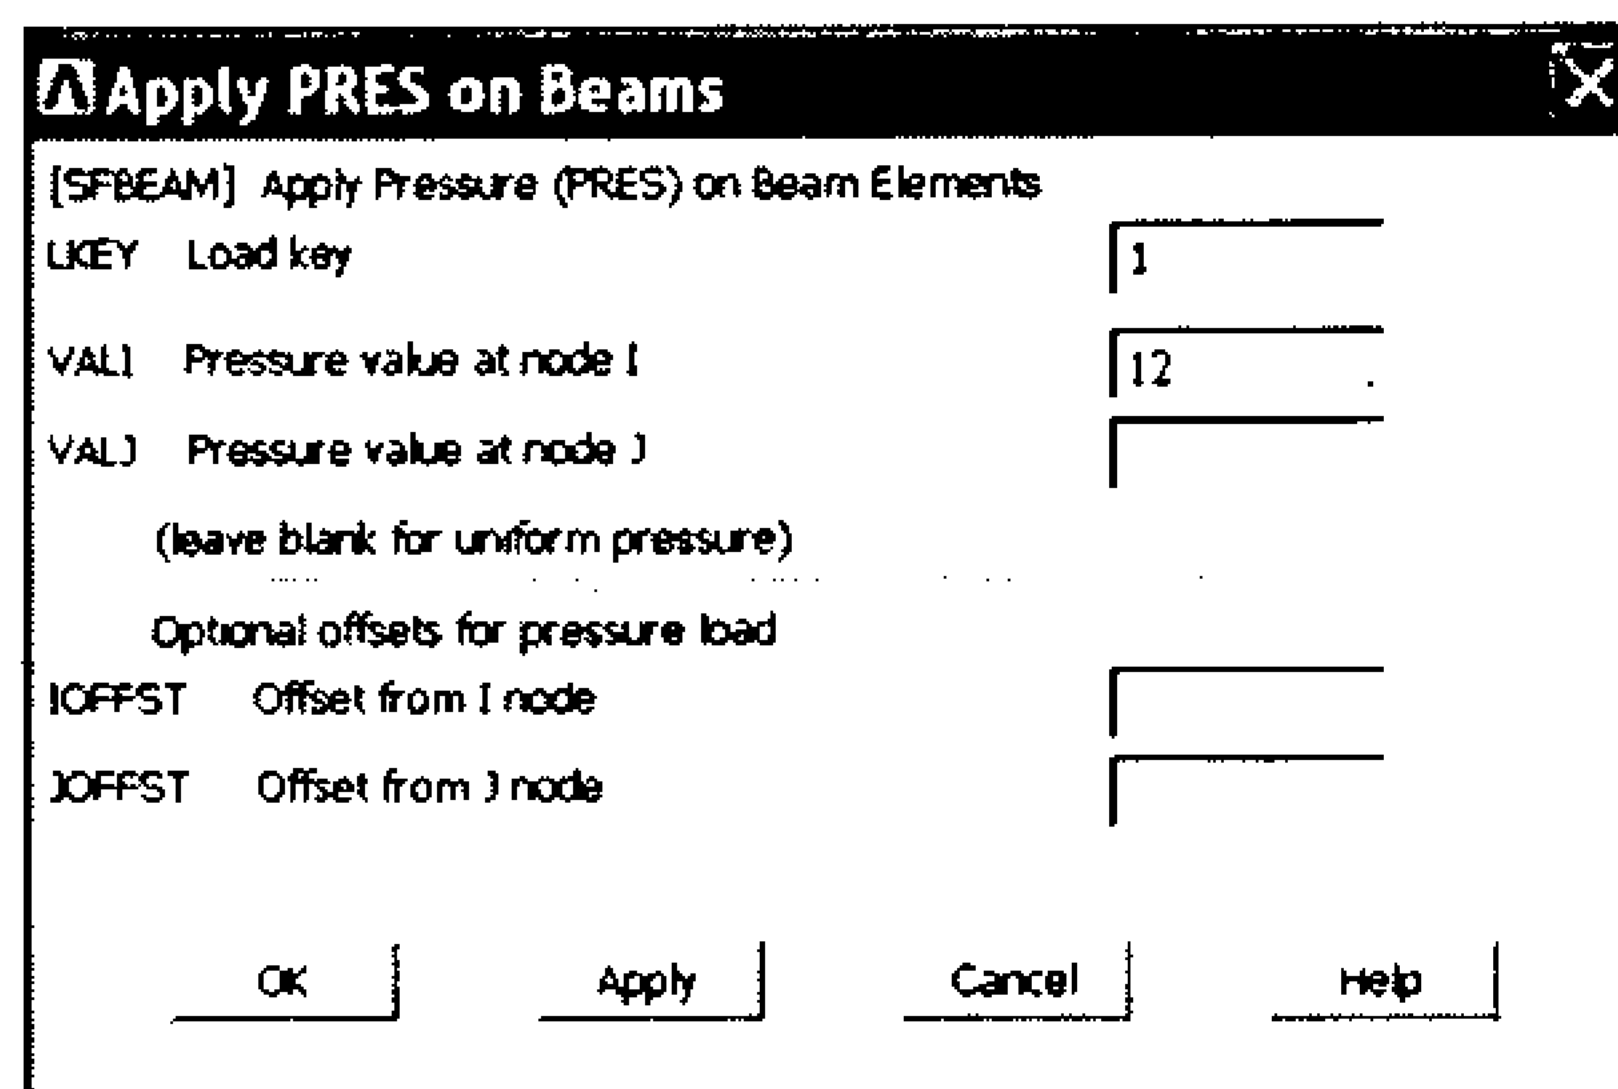 Apply PRES on Beams
[SFBEAM] Apply Pressure (PRES) on Beam Elements
LKEY Load key 1
VALI Pressure value at node I 12
VALJ Pressure value at node J
(leave blank for uniform pressure)
Optional offsets for pressure load
IOFFST Offset from I node
JOFFST Offset from J node
OK Apply Cancel Help